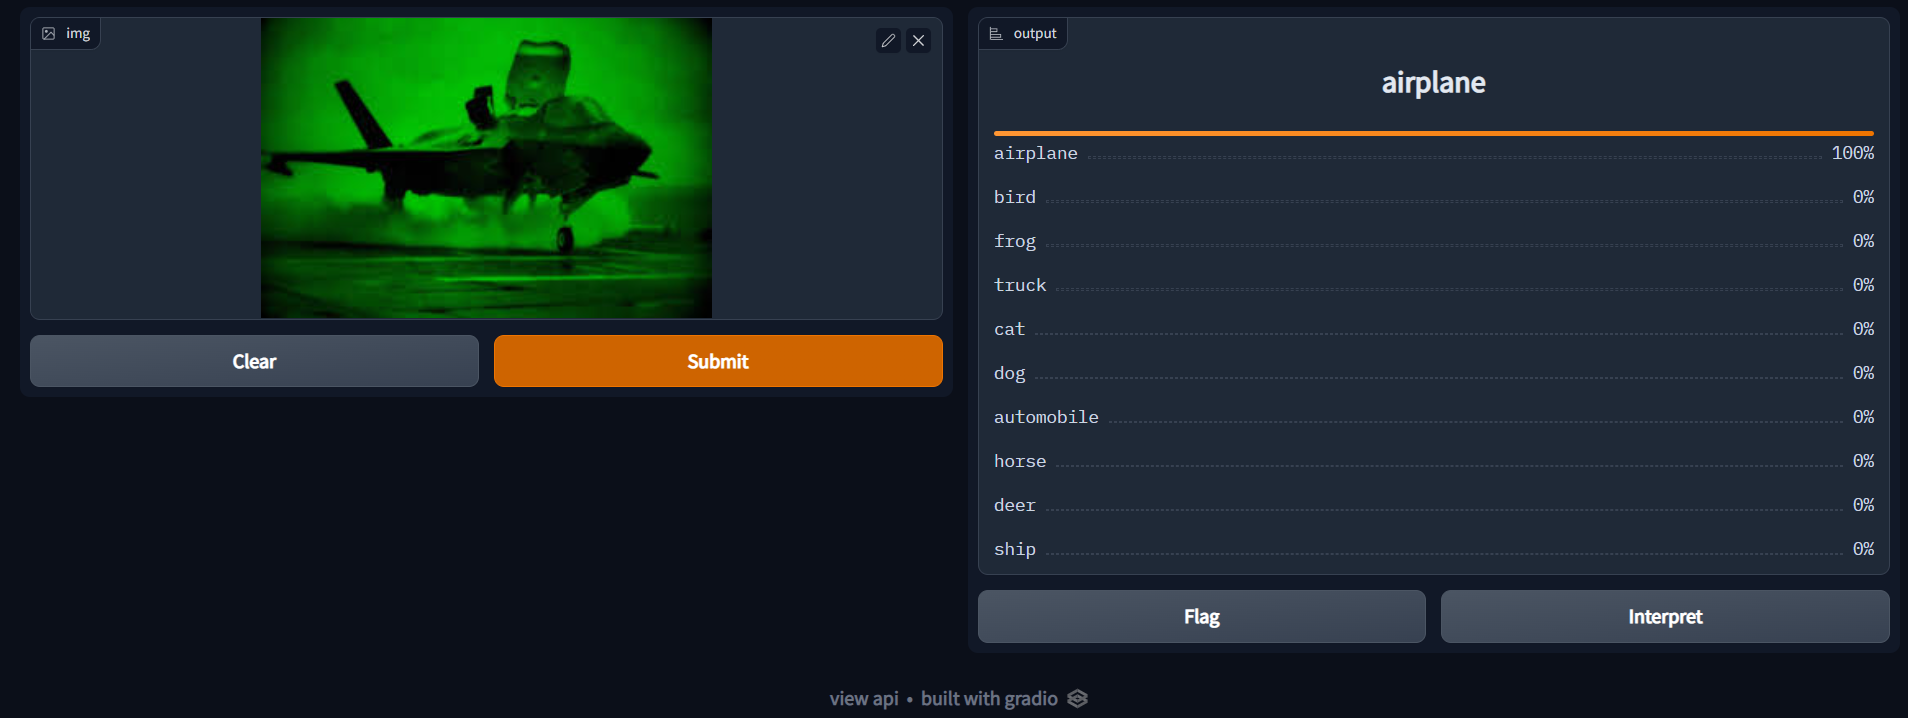 img
Clear
Submit
output
airplane
airplane 100%
bird 0%
frog 0%
truck 0%
cat 0%
dog 0%
automobile 0%
horse 0%
deer 0%
ship 0%
Flag
Interpret
view api • built with gradio